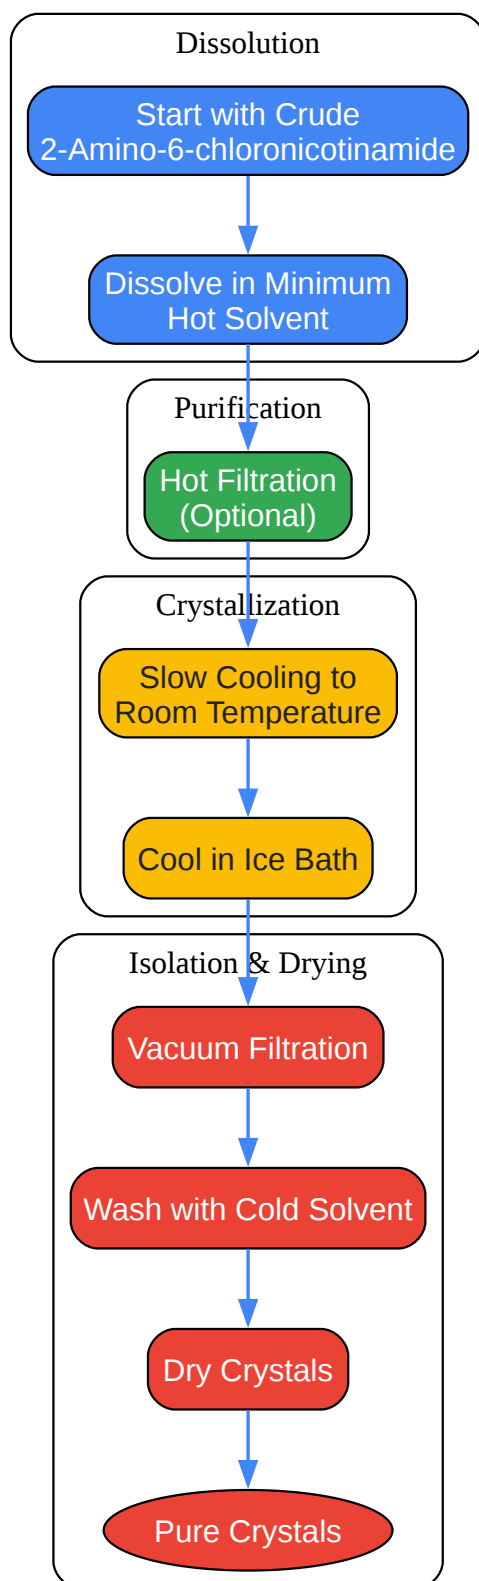 Dissolution
Start with Crude
2-Amino-6-chloronicotinamide
Dissolve in Minimum
Hot Solvent
Purification
Hot Filtration
(Optional)
Crystallization
Slow Cooling to
Room Temperature
Cool in Ice Bath
Isolation & Drying
Vacuum Filtration
Wash with Cold Solvent
Dry Crystals
Pure Crystals